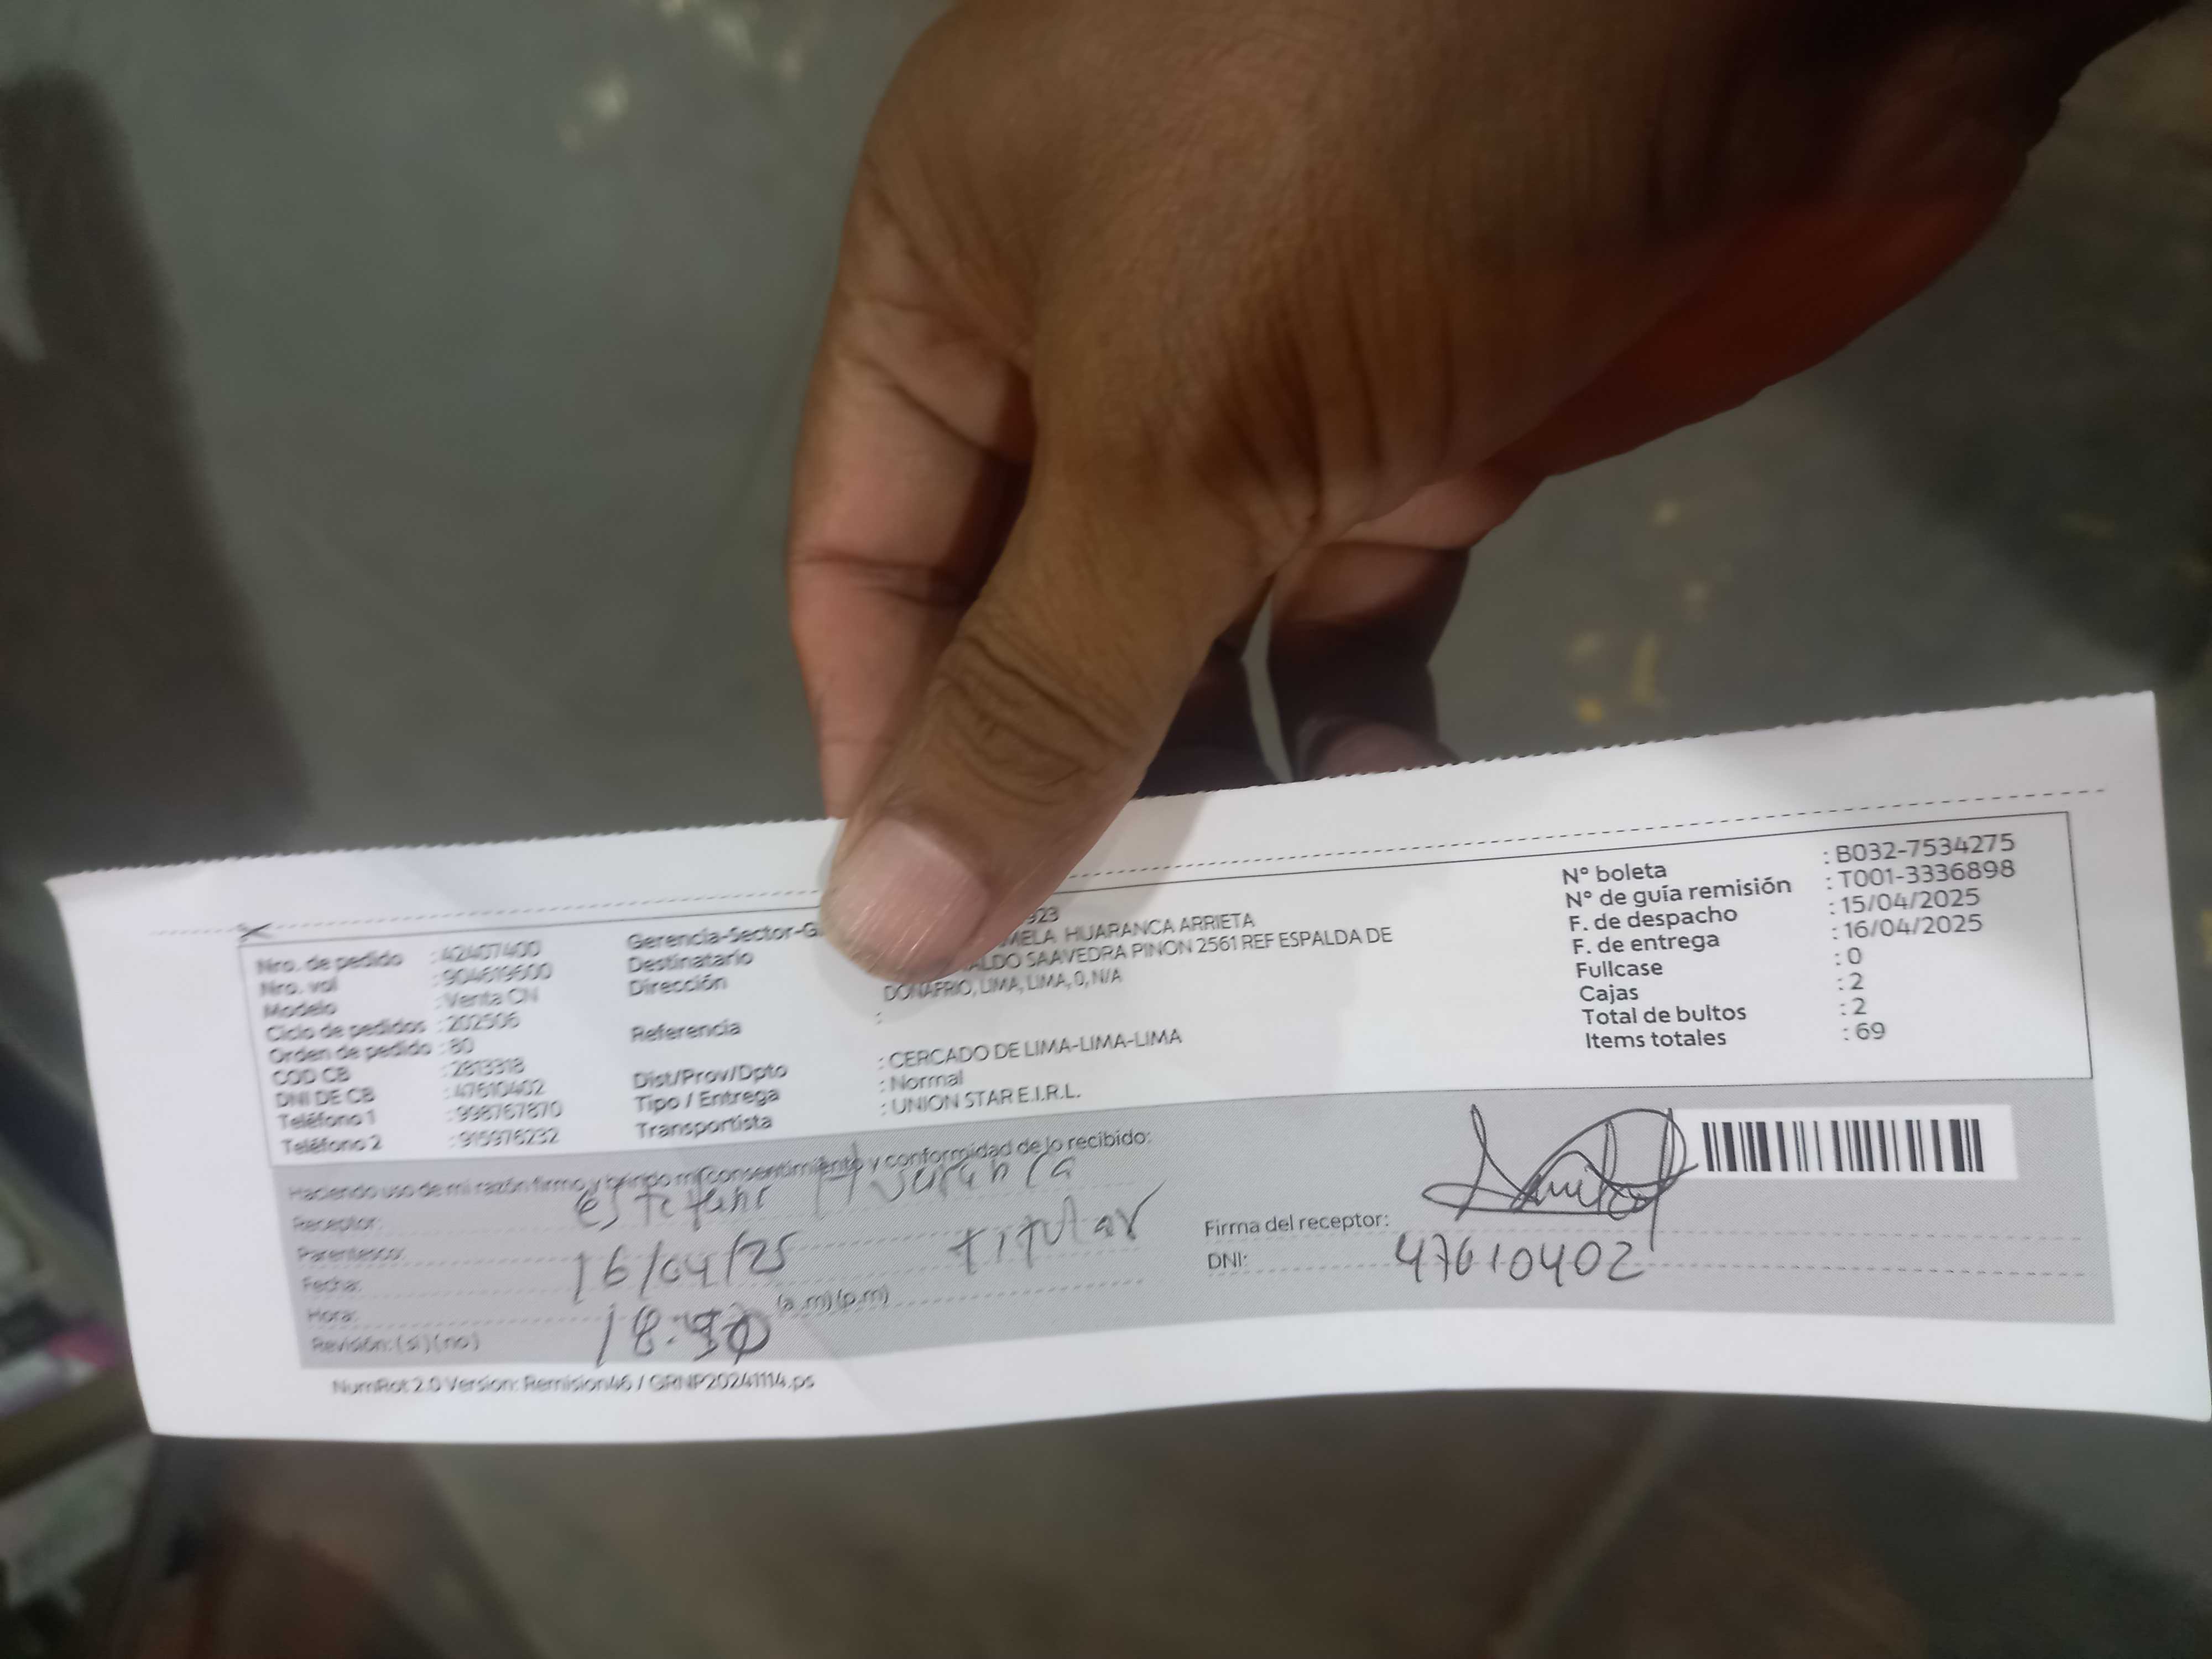 Nro. de pedido : 42407400
Nro. vol : 904619600
Modelo : Venta CN
Ciclo de pedidos : 202506
Orden de pedido : 80
COD CB : 2813318
DNI DE CB : 47610402
Teléfono 1 : 998767870
Teléfono 2 : 915976232
Gerencia-Sector-G 923
Destinatario MELA HUARANCA ARRIETA
Dirección ALDO SAAVEDRA PINON 2561 REF ESPALDA DE
DONAFRIO, LIMA, LIMA, 0, N/A
Referencia :
Dist/Prov/Dpto : CERCADO DE LIMA-LIMA-LIMA
Tipo / Entrega : Normal
Transportista : UNION STAR E.I.R.L.
N° boleta : B032-7534275
N° de guía remisión : T001-3336898
F. de despacho : 15/04/2025
F. de entrega : 16/04/2025
Fullcase : 0
Cajas : 2
Total de bultos : 2
Items totales : 69
Haciendo uso de mi razón firmo y brindo mi consentimiento y conformidad de lo recibido:
Receptor:
Parentesco: titular
Fecha: 16/04/25
Hora: 18:30 (a.m) (p.m)
Revisión: (si) (no)
Firma del receptor:
DNI: 47610402
NumRot 2.0 Version: Remision46 / GRNP20241114.ps